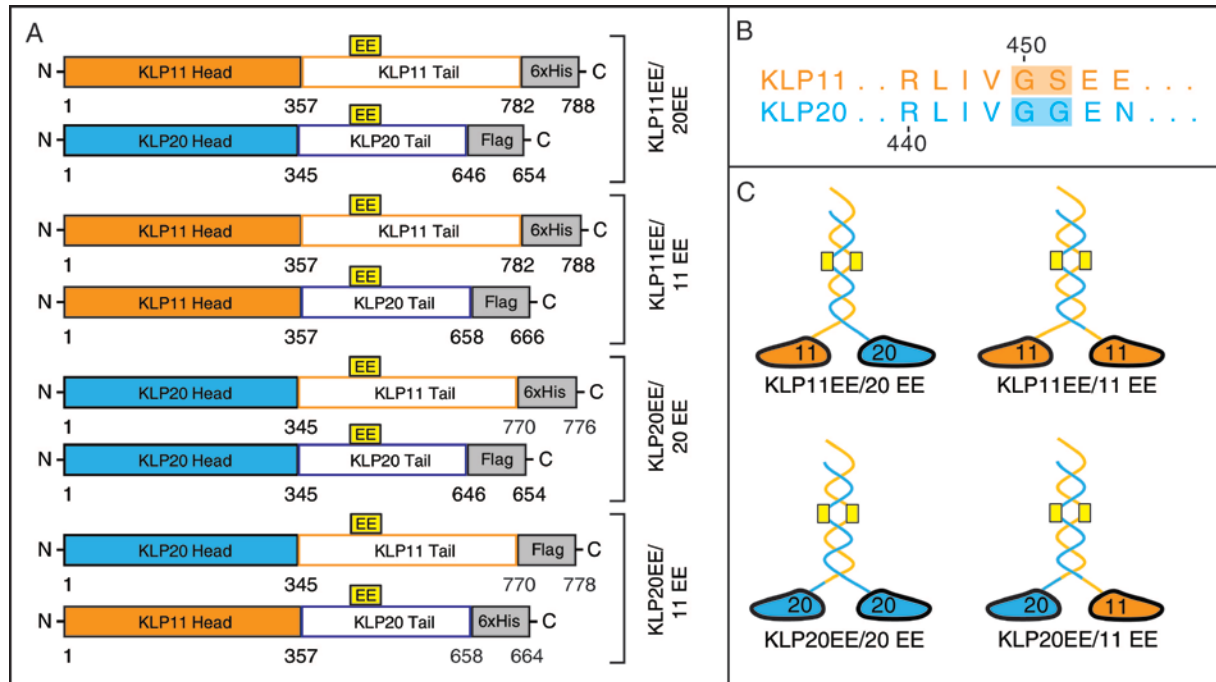 A
EE
N KLP11 Head KLP11 Tail 6xHis C
1 357 782 788
EE
N KLP20 Head KLP20 Tail Flag C
1 345 646 654
KLP11EE/
20EE
EE
N KLP11 Head KLP11 Tail 6xHis C
1 357 782 788
EE
N KLP11 Head KLP20 Tail Flag C
1 357 658 666
KLP11EE/
11 EE
EE
N KLP20 Head KLP11 Tail 6xHis C
1 345 770 776
EE
N KLP20 Head KLP20 Tail Flag C
1 345 646 654
KLP20EE/
20 EE
EE
N KLP20 Head KLP11 Tail Flag C
1 345 770 778
EE
N KLP11 Head KLP20 Tail 6xHis C
1 357 658 664
KLP20EE/
11 EE
B
450
KLP11 . . R L I V G S E E . . .
KLP20 . . R L I V G G E N . . .
440
C
11 20
KLP11EE/20 EE
11 11
KLP11EE/11 EE
20 20
KLP20EE/20 EE
20 11
KLP20EE/11 EE